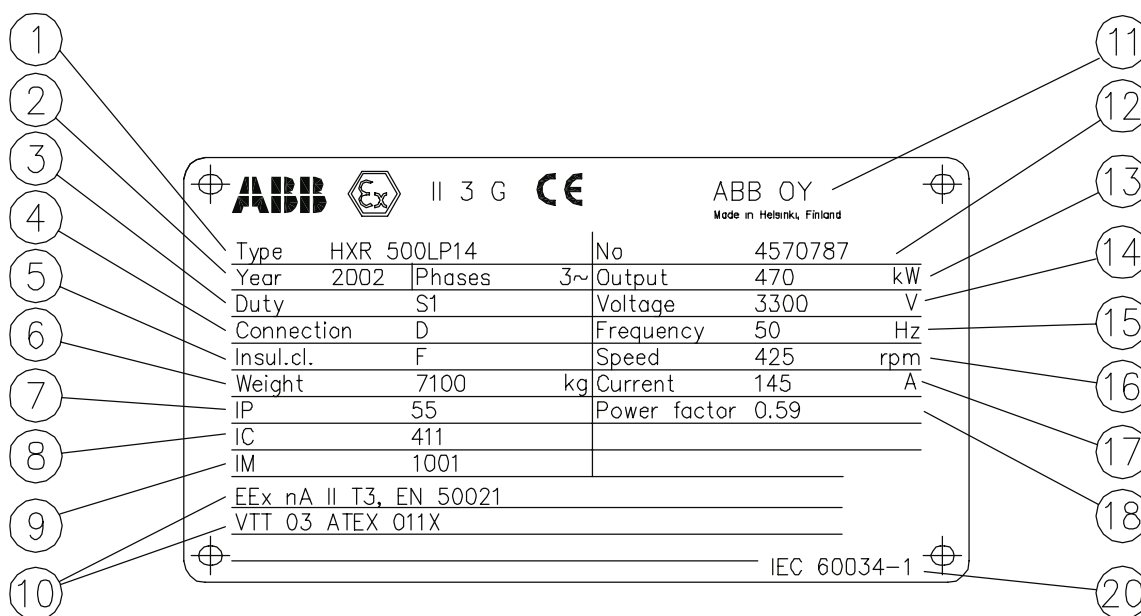 1
2
3
4
5
6
7
8
9
10
11
12
13
14
15
16
17
18
20
ABB Ex II 3 G CE ABB OY
Made in Helsinki, Finland
Type HXR 500LP14 No 4570787
Year 2002 Phases 3~ Output 470 kW
Duty S1 Voltage 3300 V
Connection D Frequency 50 Hz
Insul.cl. F Speed 425 rpm
Weight 7100 kg Current 145 A
IP 55 Power factor 0.59
IC 411
IM 1001
EEx nA II T3, EN 50021
VTT 03 ATEX 011X
IEC 60034-1